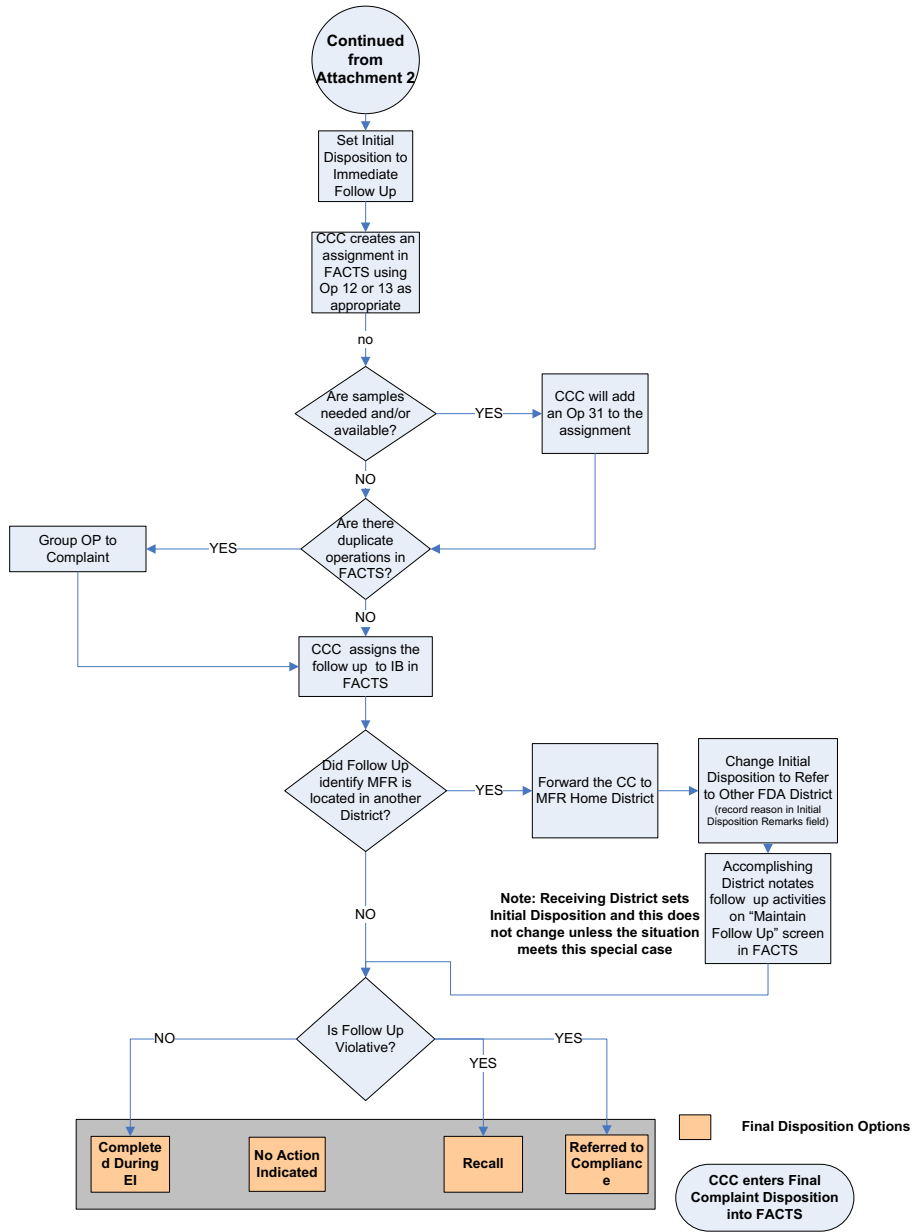 Continued
from
Attachment 2
Set Initial
Disposition to
Immediate
Follow Up
CCC creates an
assignment in
FACTS using
Op 12 or 13 as
appropriate
no
Are samples
needed and/or
available?
YES
CCC will add
an Op 31 to the
assignment
NO
Are there
duplicate
operations in
FACTS?
YES
Group OP to
Complaint
NO
CCC assigns the
follow up to IB in
FACTS
Did Follow Up
identify MFR is
located in another
District?
YES
Forward the CC to
MFR Home District
Change Initial
Disposition to Refer
to Other FDA District
(record reason in Initial
Disposition Remarks field)
Accomplishing
District notates
follow up activities
on “Maintain
Follow Up” screen
in FACTS
Note: Receiving District sets
Initial Disposition and this does
not change unless the situation
meets this special case
NO
Is Follow Up
Violative?
NO
YES
YES
Complete
d During
EI
No Action
Indicated
Recall
Referred to
Complianc
e
Final Disposition Options
CCC enters Final
Complaint Disposition
into FACTS